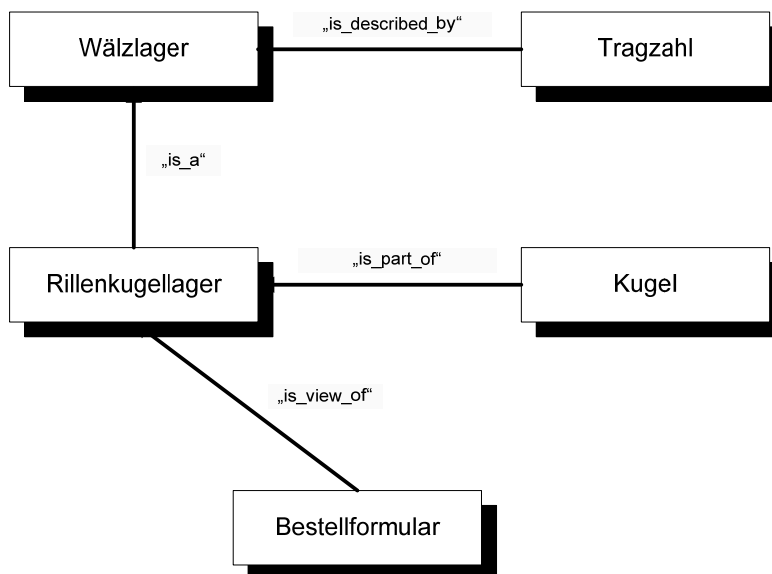 „is_described_by“
Wälzlager
Tragzahl
„is_a“
„is_part_of“
Rillenkugellager
Kugel
„is_view_of“
Bestellformular